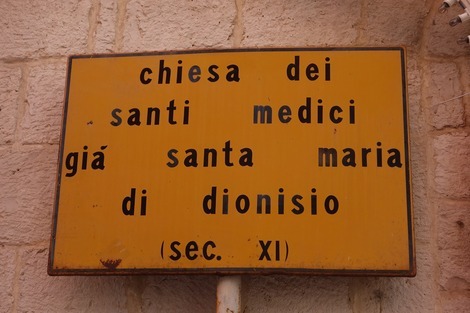 chiesa dei
santi medici
giá santa maria
di dionisio
(sec. XI)